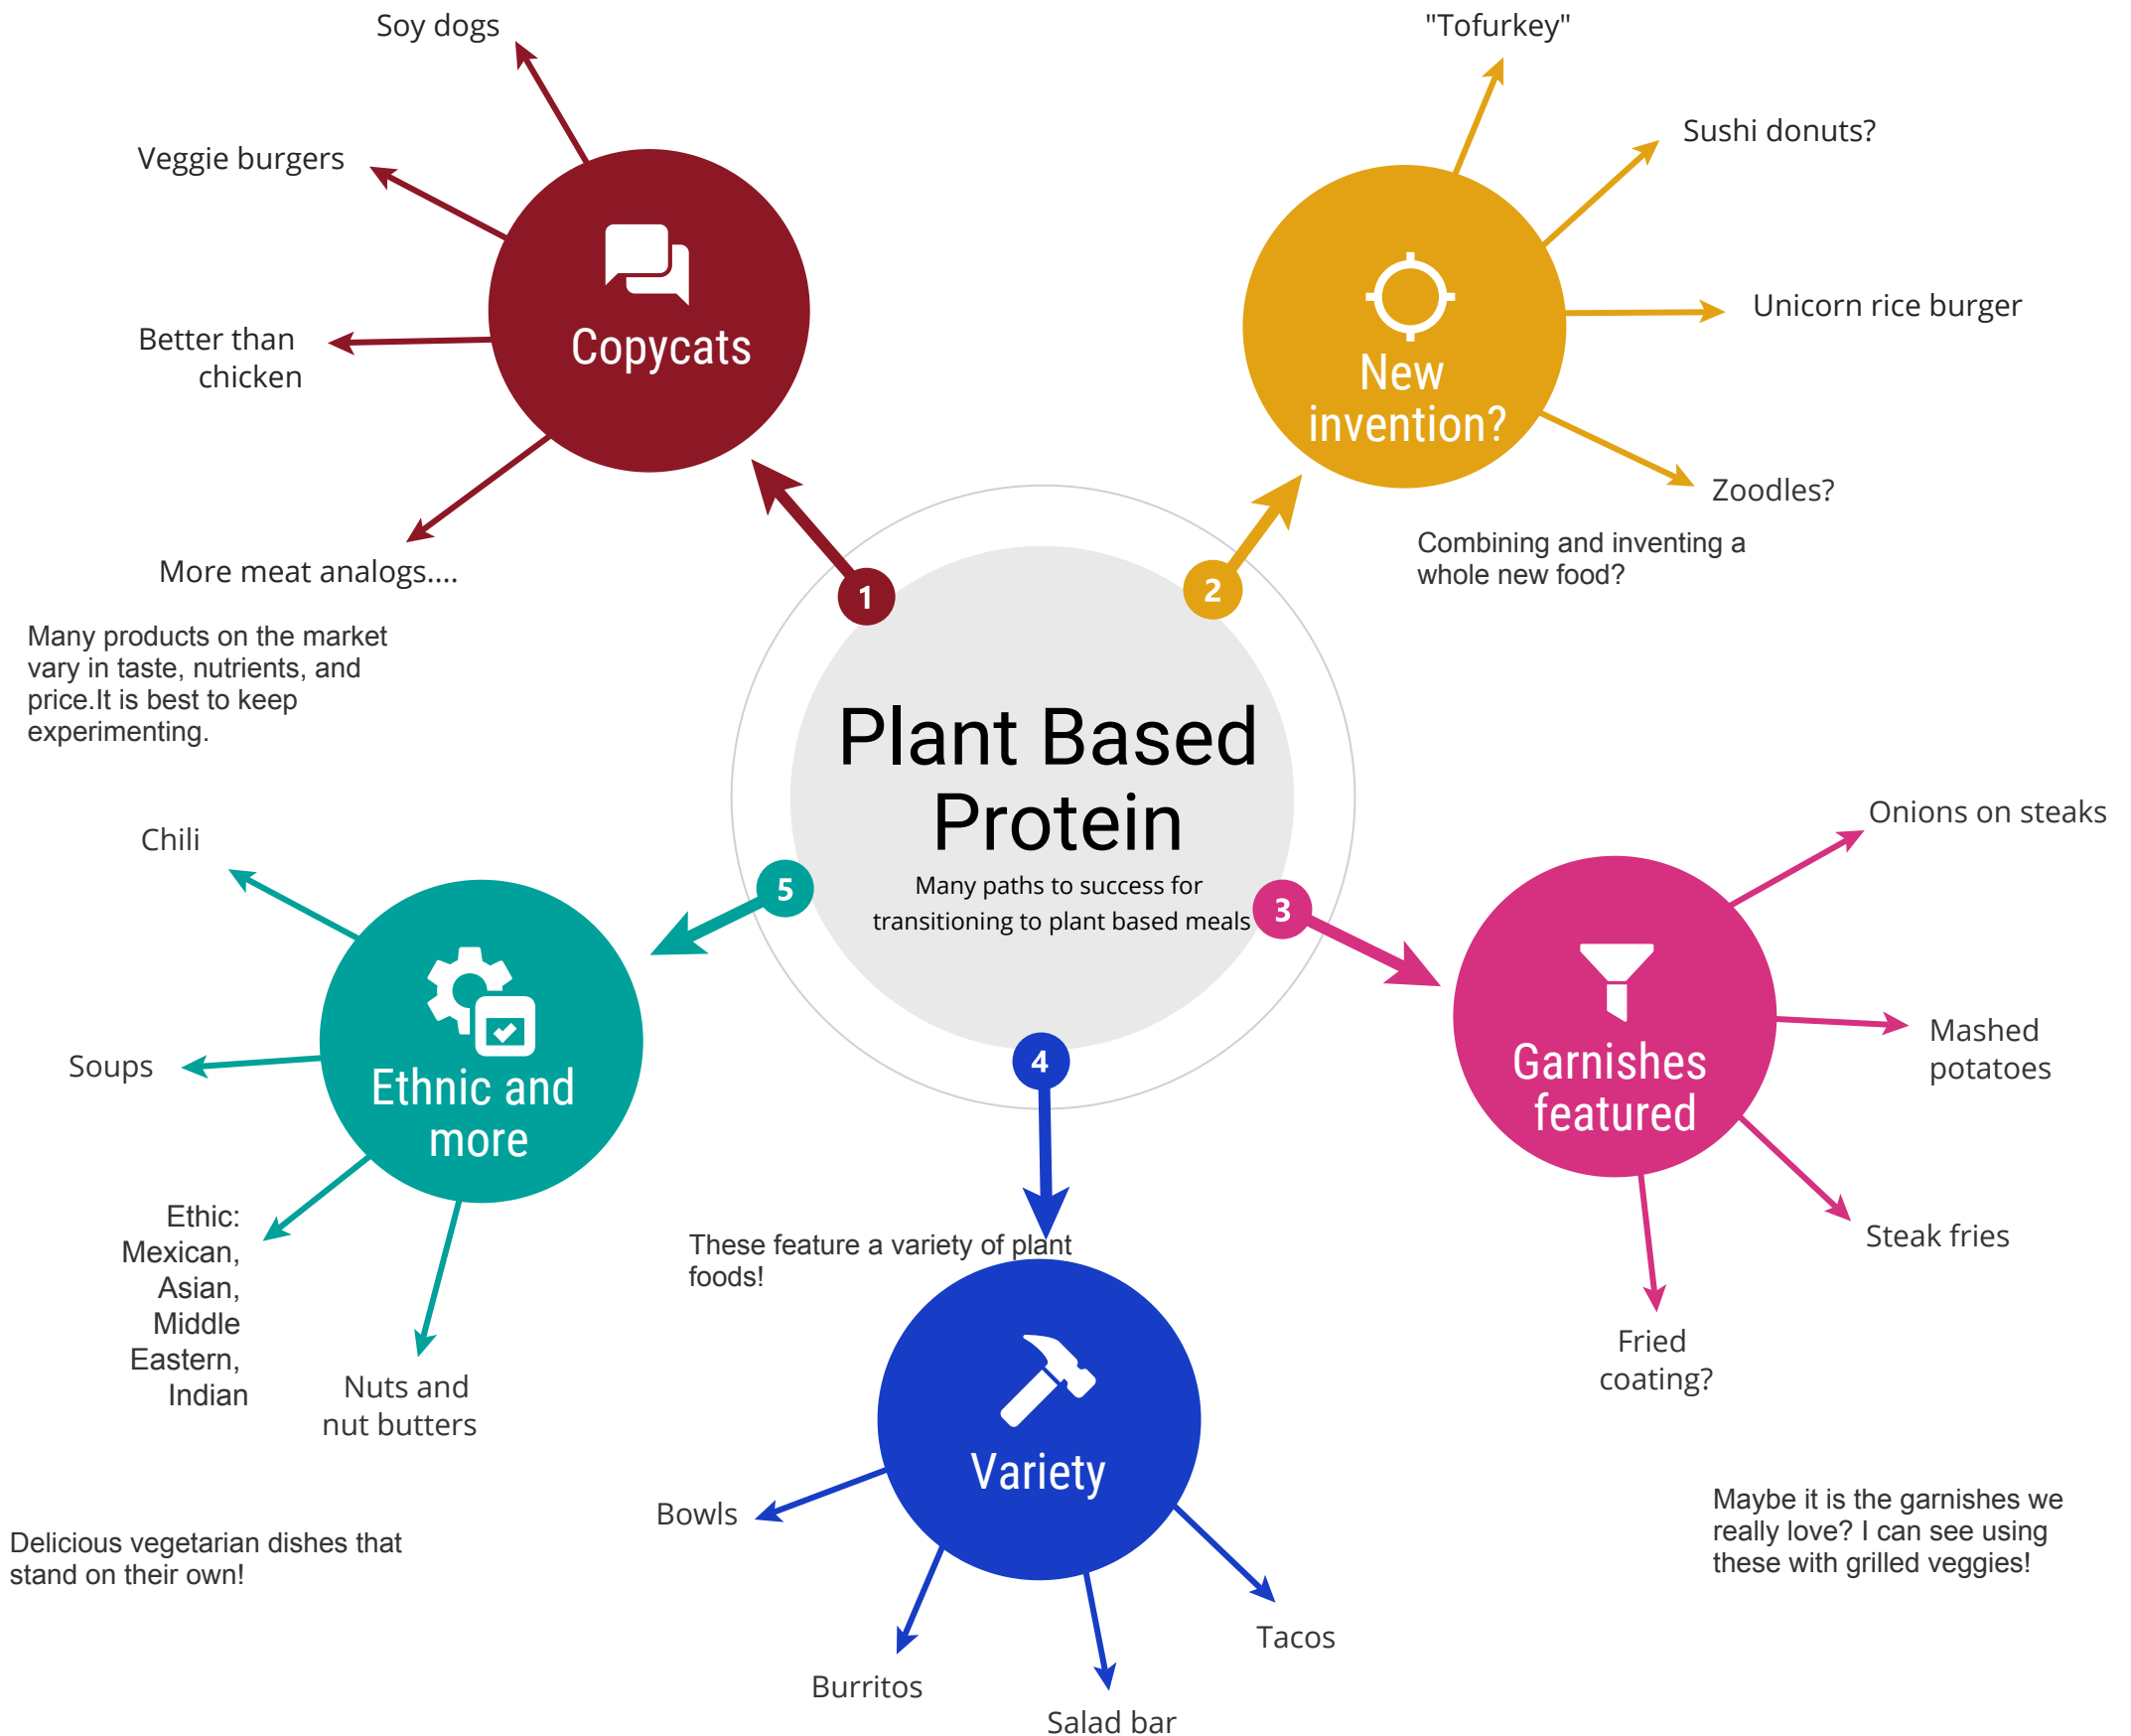 Soy dogs
Veggie burgers
Better than
chicken
More meat analogs....
Copycats
Many products on the market
vary in taste, nutrients, and
price.It is best to keep
experimenting.
"Tofurkey"
Sushi donuts?
Unicorn rice burger
Zoodles?
New
invention?
Combining and inventing a
whole new food?
1
2
3
4
5
Plant Based
Protein
Many paths to success for
transitioning to plant based meals
Onions on steaks
Mashed
potatoes
Steak fries
Fried
coating?
Garnishes
featured
Maybe it is the garnishes we
really love? I can see using
these with grilled veggies!
These feature a variety of plant
foods!
Variety
Bowls
Burritos
Salad bar
Tacos
Chili
Soups
Ethnic and
more
Ethic:
Mexican,
Asian,
Middle
Eastern,
Indian
Nuts and
nut butters
Delicious vegetarian dishes that
stand on their own!